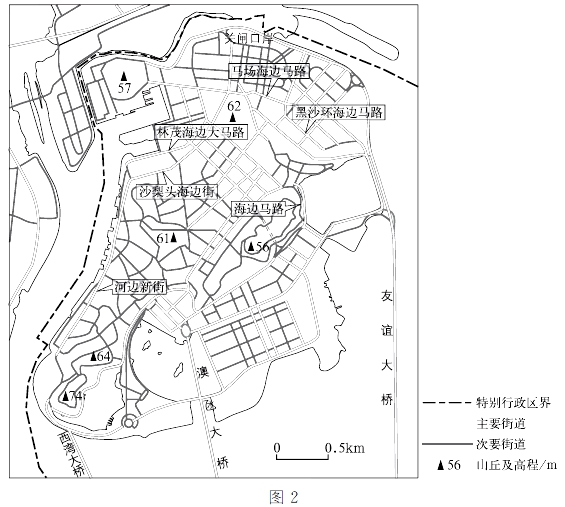 关闸口岸
马场海边马路
57
62
黑沙环海边马路
林茂海边大马路
沙梨头海边街
海边马路
61
56
河边新街
友谊大桥
64
澳氹大桥
74
西湾大桥
0 0.5km
特别行政区界
主要街道
次要街道
56 山丘及高程/m
图 2